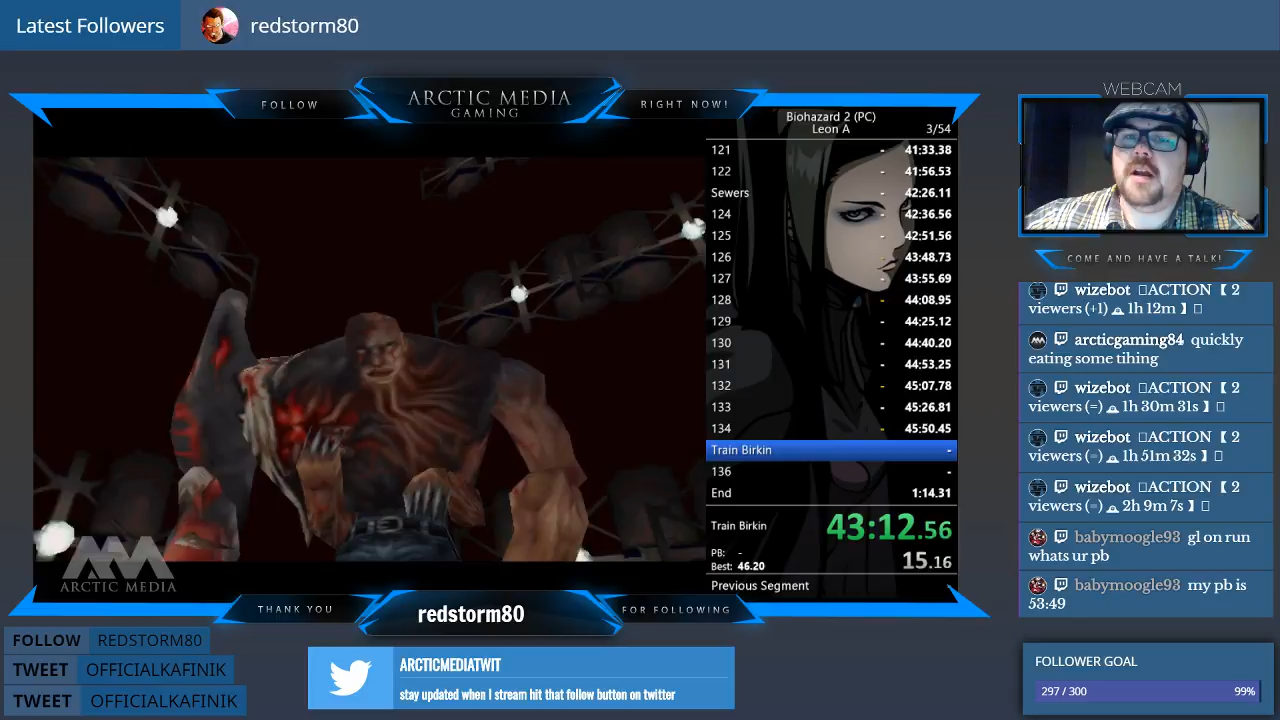 Latest Followers
redstorm80
FOLLOW
ARCTIC MEDIA
GAMING
RIGHT NOW!
Biohazard 2 (PC)
Leon A 3/54
121 - 41:33.38
122 - 41:56.53
Sewers - 42:26.11
124 - 42:36.56
125 - 42:51.56
126 - 43:48.73
127 - 43:55.69
128 - 44:08.95
129 - 44:25.12
130 - 44:40.20
131 - 44:53.25
132 - 45:07.78
133 - 45:26.81
134 - 45:50.45
Train Birkin -
136 -
End 1:14.31
Train Birkin 43:12.56
PB: -
Best: 46.20 15.16
Previous Segment
ARCTIC MEDIA
THANK YOU
redstorm80
FOR FOLLOWING
WEBCAM
COME AND HAVE A TALK!
wizebot ACTION【 2
viewers (+1) 1h 12m 】
arcticgaming84 quickly
eating some tihing
wizebot ACTION【 2
viewers (=) 1h 30m 31s 】
wizebot ACTION【 2
viewers (=) 1h 51m 32s 】
wizebot ACTION【 2
viewers (=) 2h 9m 7s 】
babymoogle93 gl on run
whats ur pb
babymoogle93 my pb is
53:49
FOLLOW REDSTORM80
TWEET OFFICIALKAFINIK
TWEET OFFICIALKAFINIK
ARCTICMEDIATWIT
stay updated when I stream hit that follow button on twitter
FOLLOWER GOAL
297 / 300 99%